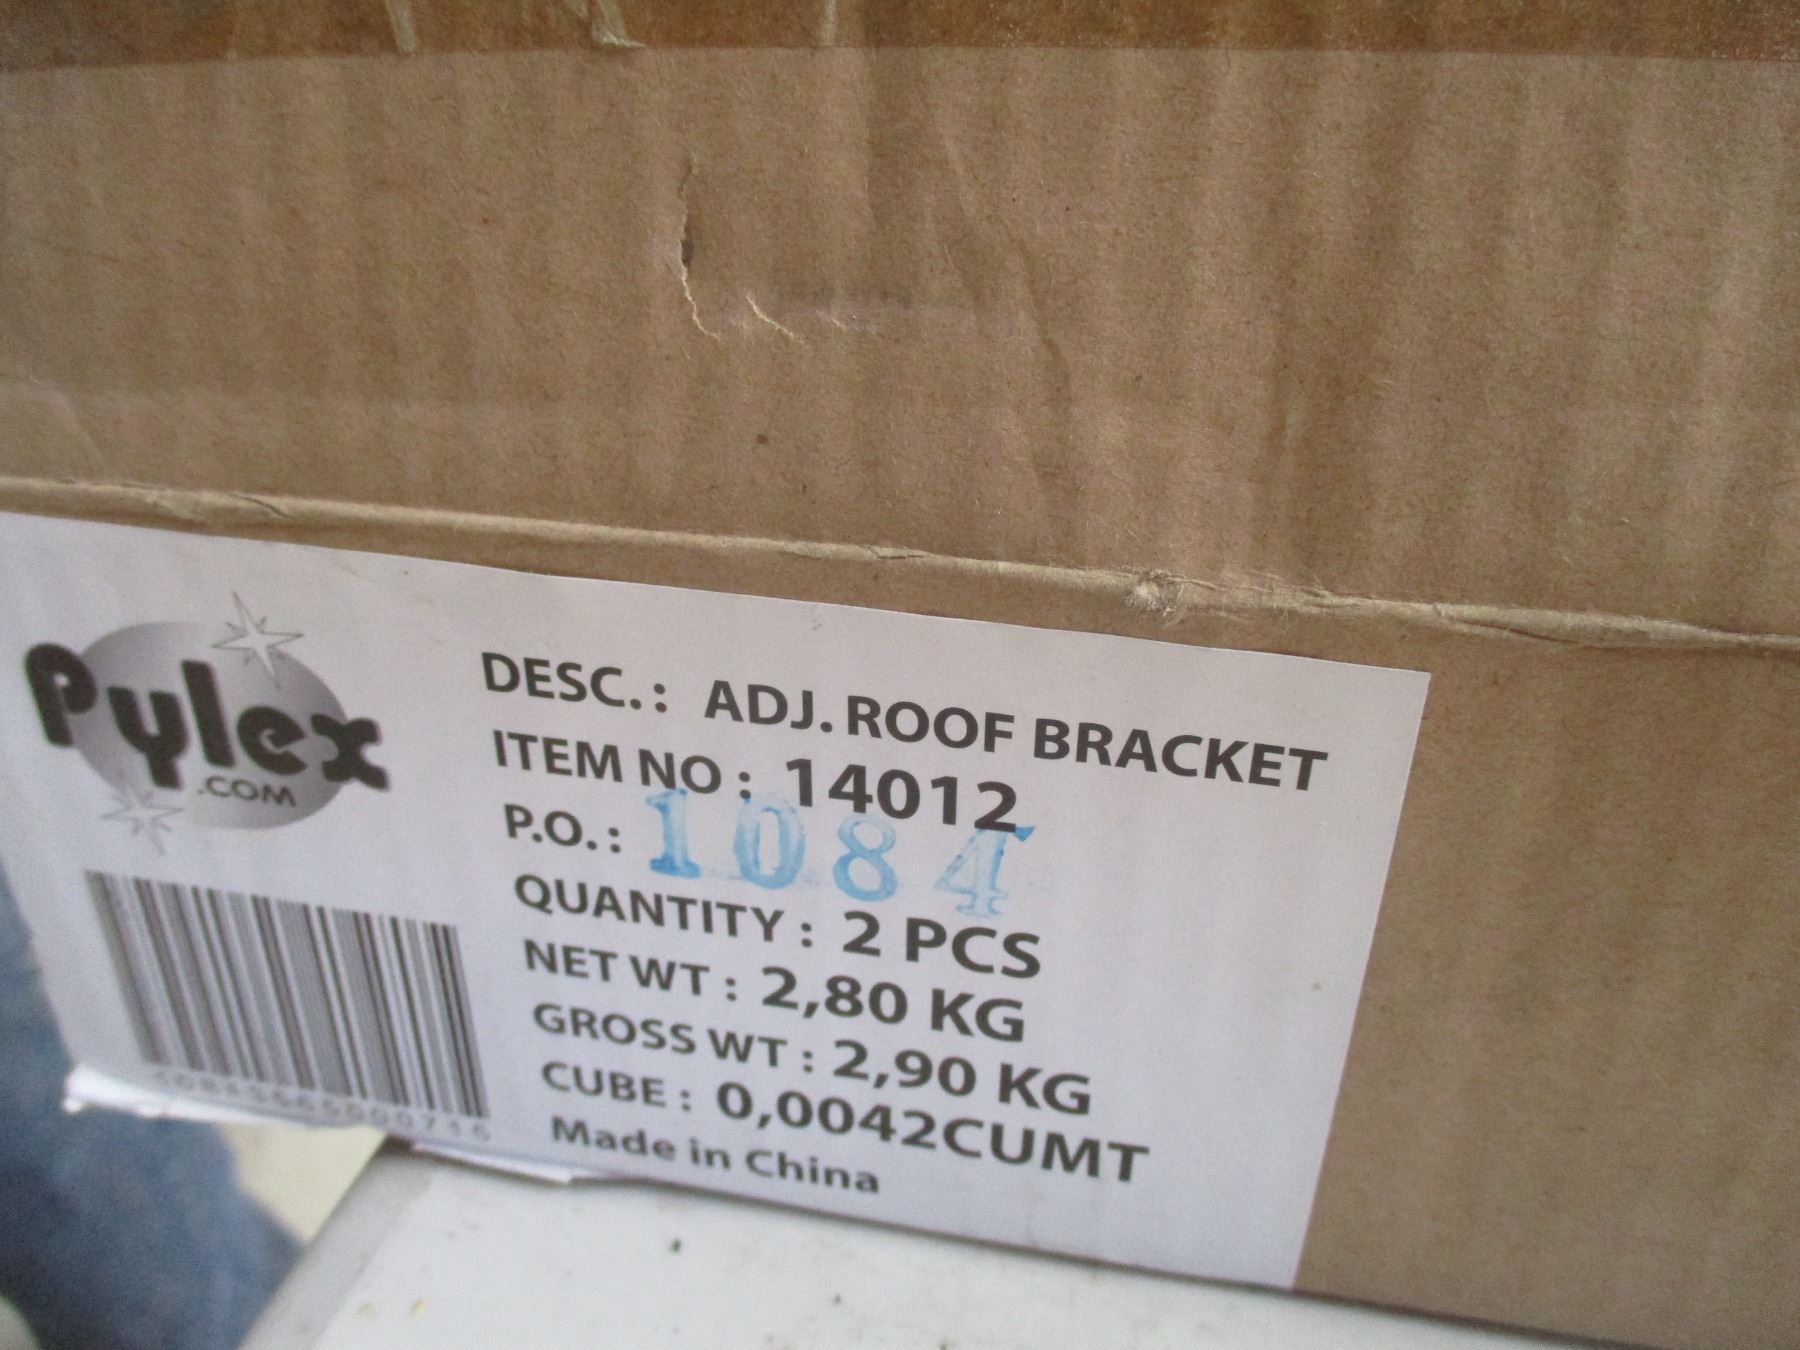 Pylex
.COM
DESC.: ADJ. ROOF BRACKET
ITEM NO : 14012
P.O.: 1084
QUANTITY : 2 PCS
NET WT : 2,80 KG
GROSS WT : 2,90 KG
CUBE : 0,0042CUMT
Made in China